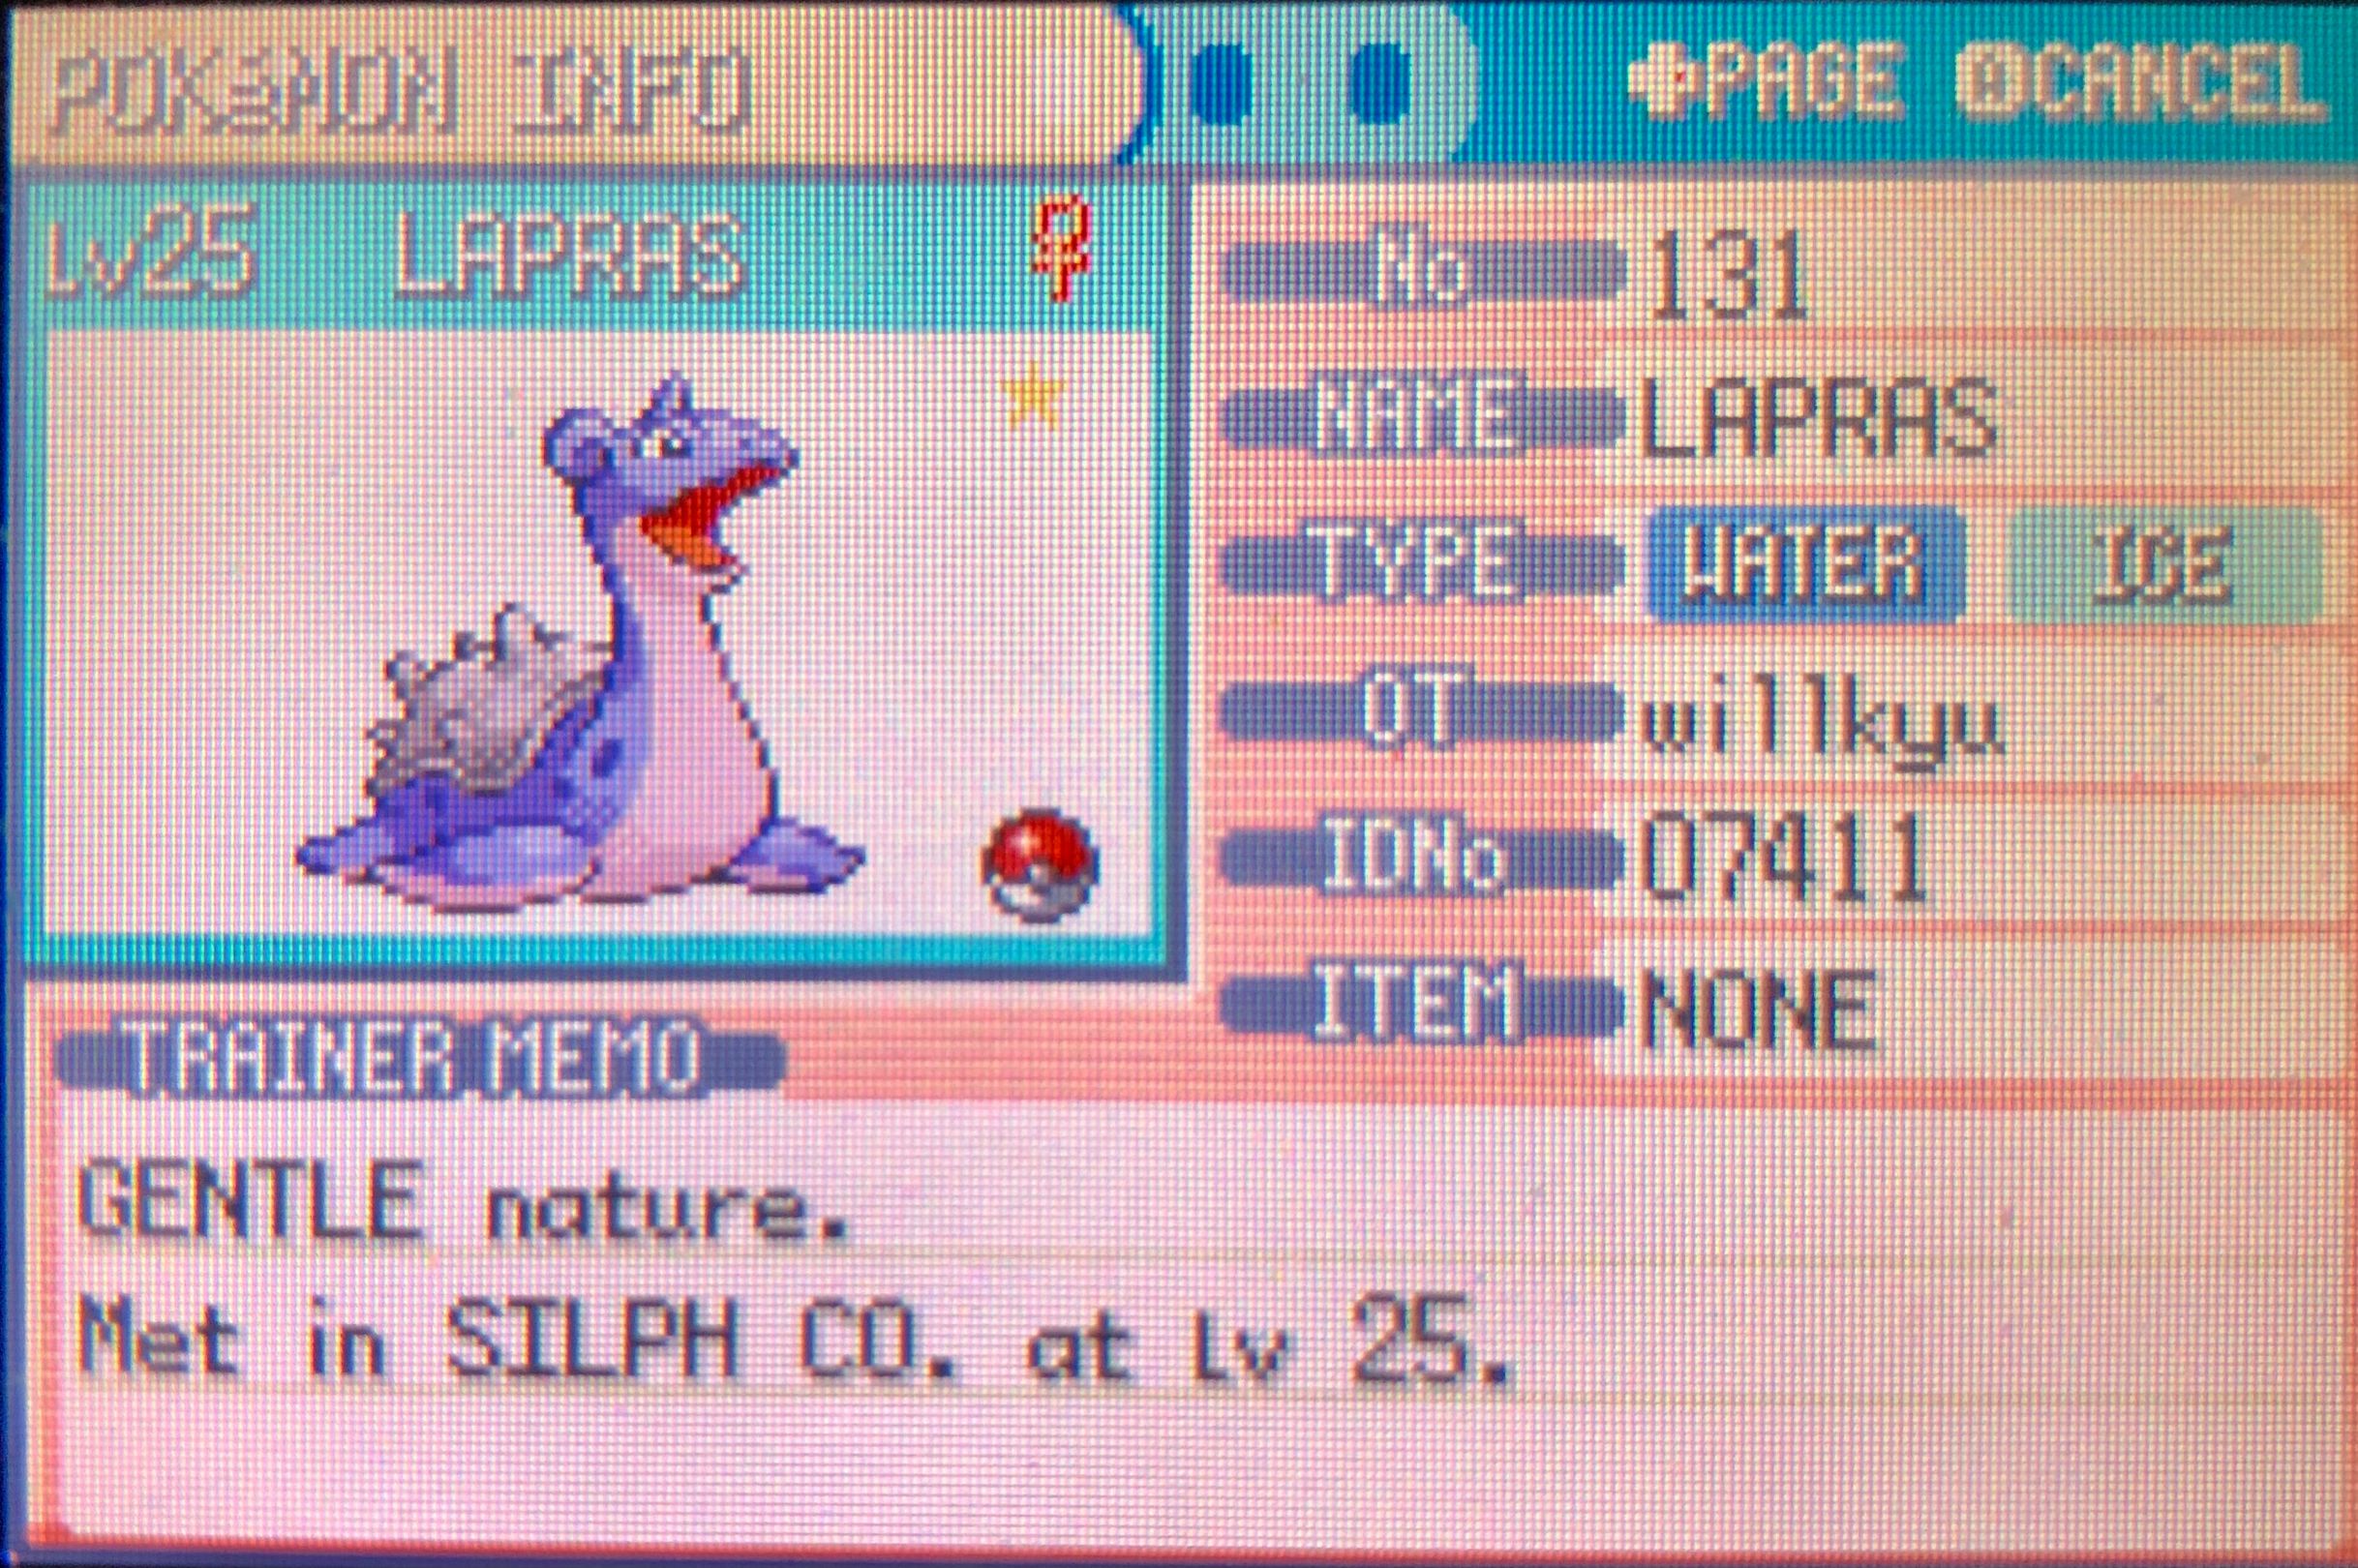 POKéMON INFO
PAGE CANCEL
Lv25 LAPRAS ♀
No 131
NAME LAPRAS
TYPE WATER ICE
OT willkyu
IDNo 07411
ITEM NONE
TRAINER MEMO
GENTLE nature.
Met in SILPH CO. at Lv 25.